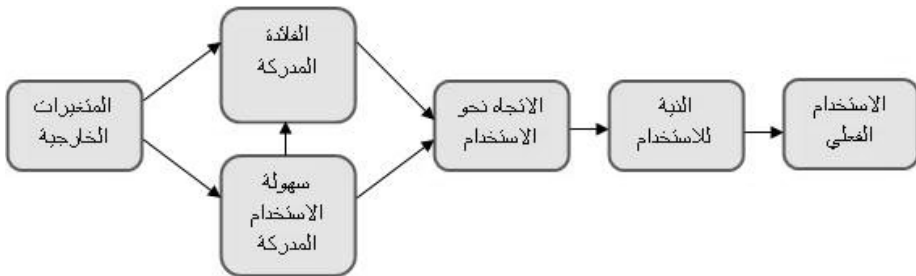 المتغيرات
الخارجية
الفائدة
المدركة
سهولة
الاستخدام
المدركة
الاتجاه نحو
الاستخدام
النية
للاستخدام
الاستخدام
الفعلي